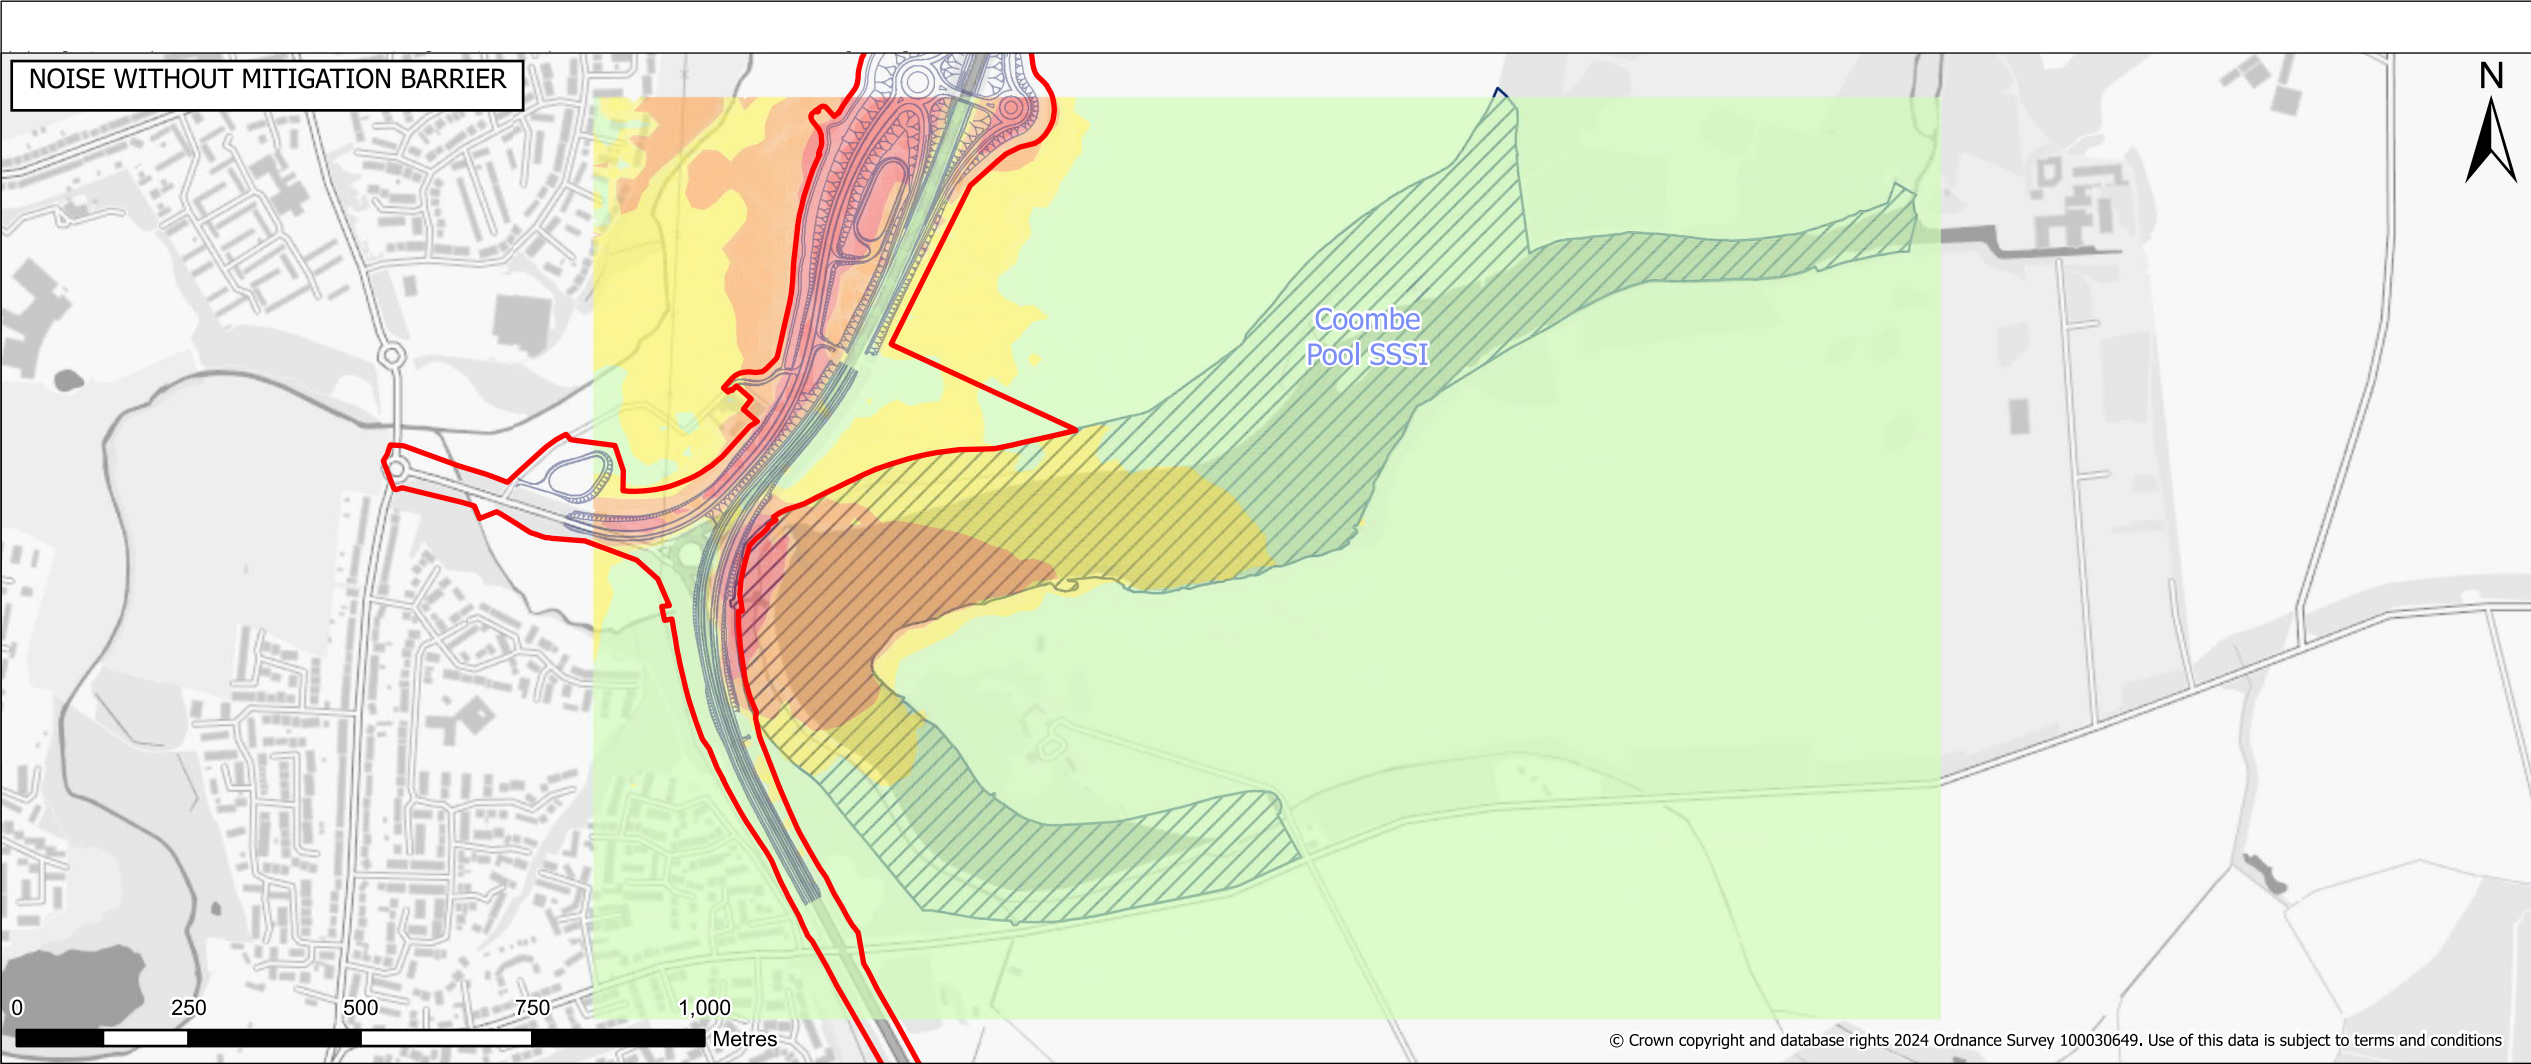 NOISE WITHOUT MITIGATION BARRIER
N
Coombe
Pool SSSI
0 250 500 750 1,000
Metres
© Crown copyright and database rights 2024 Ordnance Survey 100030649. Use of this data is subject to terms and conditions